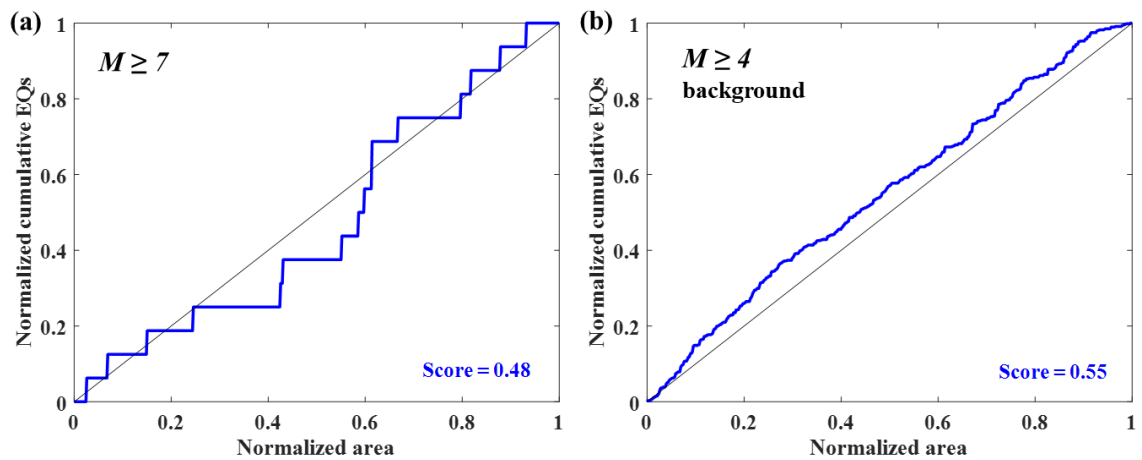 (a)
M ≥ 7
Normalized cumulative EQs
1
0.8
0.6
0.4
0.2
0
0
0.2
0.4
0.6
0.8
1
Score = 0.48
Normalized area
(b)
M ≥ 4
background
Normalized cumulative EQs
1
0.8
0.6
0.4
0.2
0
0
0.2
0.4
0.6
0.8
1
Score = 0.55
Normalized area